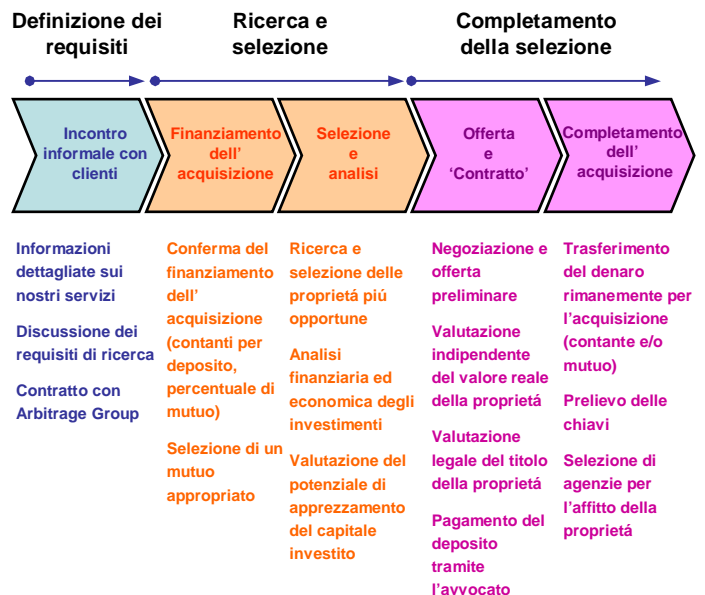 Definizione dei
requisiti
Ricerca e
selezione
Completamento
della selezione
Incontro
informale con
clienti
Finanziamento
dell'
acquisizione
Selezione
e
analisi
Offerta
e
‘Contratto’
Completamento
dell'
acquisizione
Informazioni
dettagliate sui
nostri servizi
Discussione dei
requisiti di ricerca
Contratto con
Arbitrage Group
Conferma del
finanziamento
dell'
acquisizione
(contanti per
deposito,
percentuale di
mutuo)
Selezione di un
mutuo
appropriato
Ricerca e
selezione delle
proprietá piú
opportune
Analisi
finanziaria ed
economica degli
investimenti
Valutazione del
potenziale di
apprezzamento
del capitale
investito
Negoziazione e
offerta
preliminare
Valutazione
indipendente
del valore reale
della proprietá
Valutazione
legale del titolo
della proprietá
Pagamento del
deposito
tramite
l'avvocato
Trasferimento
del denaro
rimanemente per
l'acquisizione
(contante e/o
mutuo)
Prelievo delle
chiavi
Selezione di
agenzie per
l'affitto della
proprietá